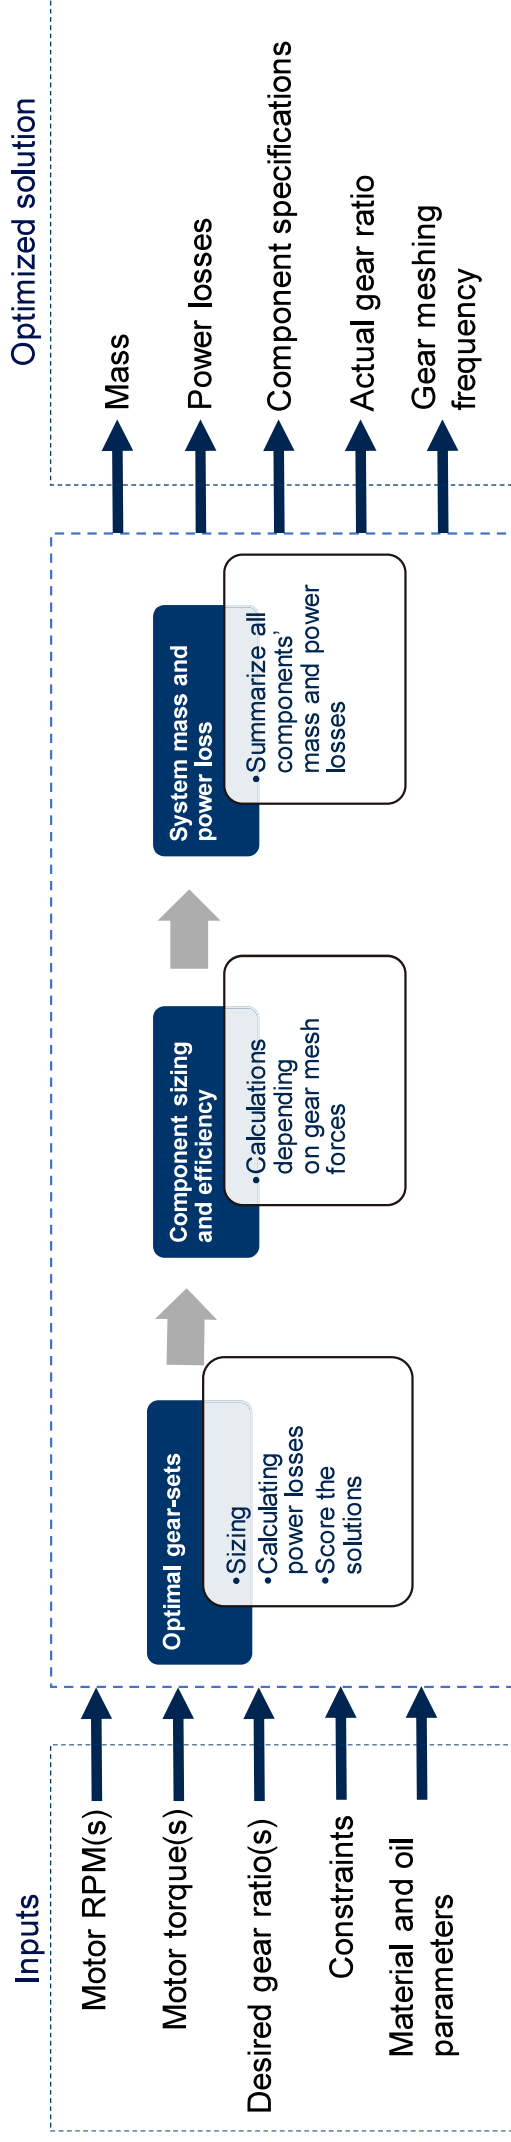 Inputs
Motor RPM(s)
Motor torque(s)
Desired gear ratio(s)
Constraints
Material and oil
parameters
Optimal gear-sets
•Sizing
•Calculating
power losses
•Score the
solutions
Component sizing
and efficiency
•Calculations
depending
on gear mesh
forces
System mass and
power loss
•Summarize all
components’
mass and power
losses
Optimized solution
Mass
Power losses
Component specifications
Actual gear ratio
Gear meshing
frequency